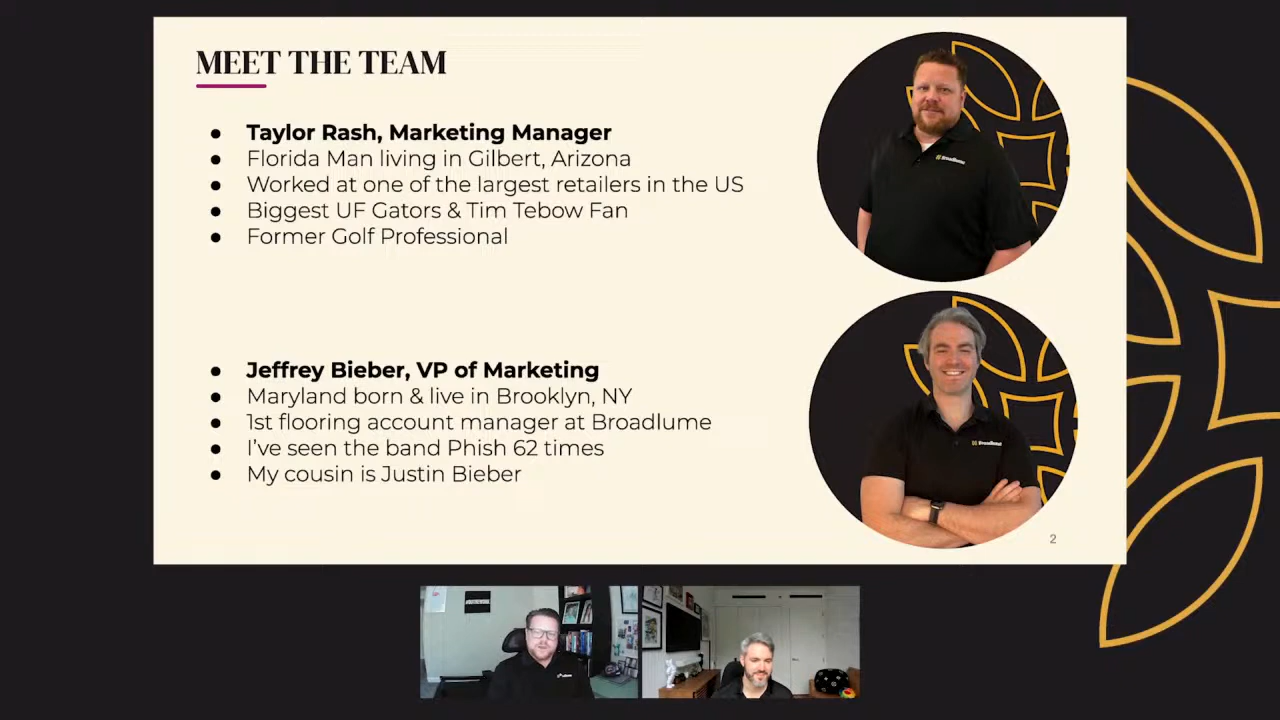 MEET THE TEAM
● Taylor Rash, Marketing Manager
● Florida Man living in Gilbert, Arizona
● Worked at one of the largest retailers in the US
● Biggest UF Gators & Tim Tebow Fan
● Former Golf Professional
Broadlume
● Jeffrey Bieber, VP of Marketing
● Maryland born & live in Brooklyn, NY
● 1st flooring account manager at Broadlume
● I’ve seen the band Phish 62 times
● My cousin is Justin Bieber
Broadlume
2